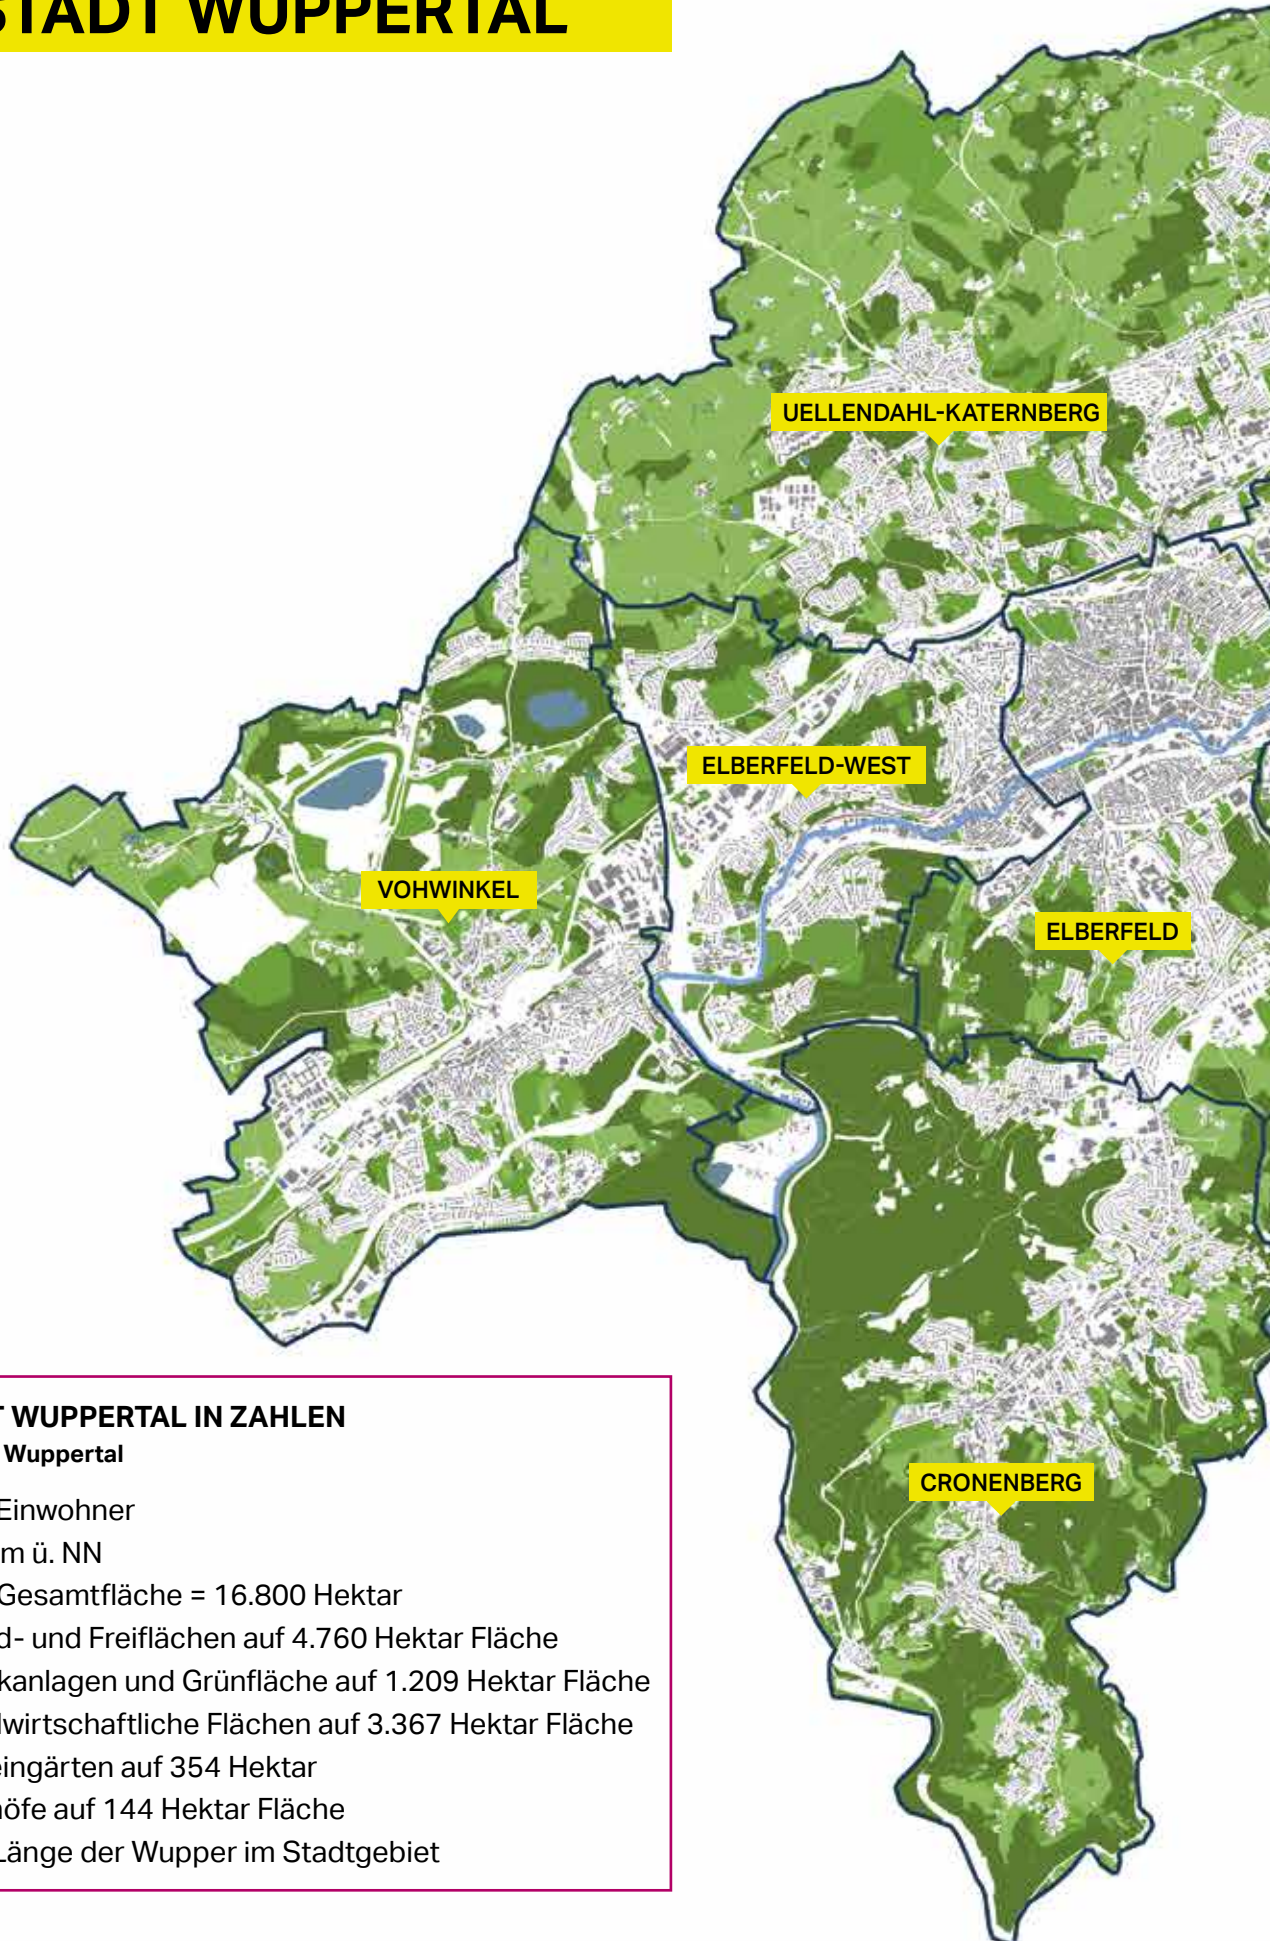 STADT WUPPERTAL
UELLENDAHL-KATERNBERG
ELBERFELD-WEST
VOHWINKEL
ELBERFELD
CRONENBERG
T WUPPERTAL IN ZAHLEN
Wuppertal
Einwohner
m ü. NN
Gesamtfläche = 16.800 Hektar
d- und Freiflächen auf 4.760 Hektar Fläche
kanlagen und Grünfläche auf 1.209 Hektar Fläche
wirtschaftliche Flächen auf 3.367 Hektar Fläche
eingärten auf 354 Hektar
höfe auf 144 Hektar Fläche
Länge der Wupper im Stadtgebiet